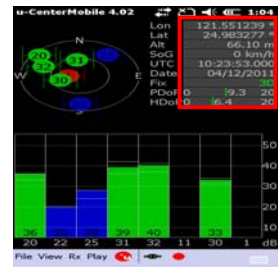 u-CenterMobile 4.02 1:04
Lon 121.551239 °
Lat 24.983277 °
Alt 66.10 m
SoG 0 km/h
UTC 10:23:53.000
Date 04/12/2011
Fix 3D
PDoP 0 9.3 20
HDoP 0 6.4 20
N
W E
S
20 31
32
30
50
40
30
20
10
36 20 28 39 40 33
20 22 25 31 32 11 30 1 dB
File View Rx Play